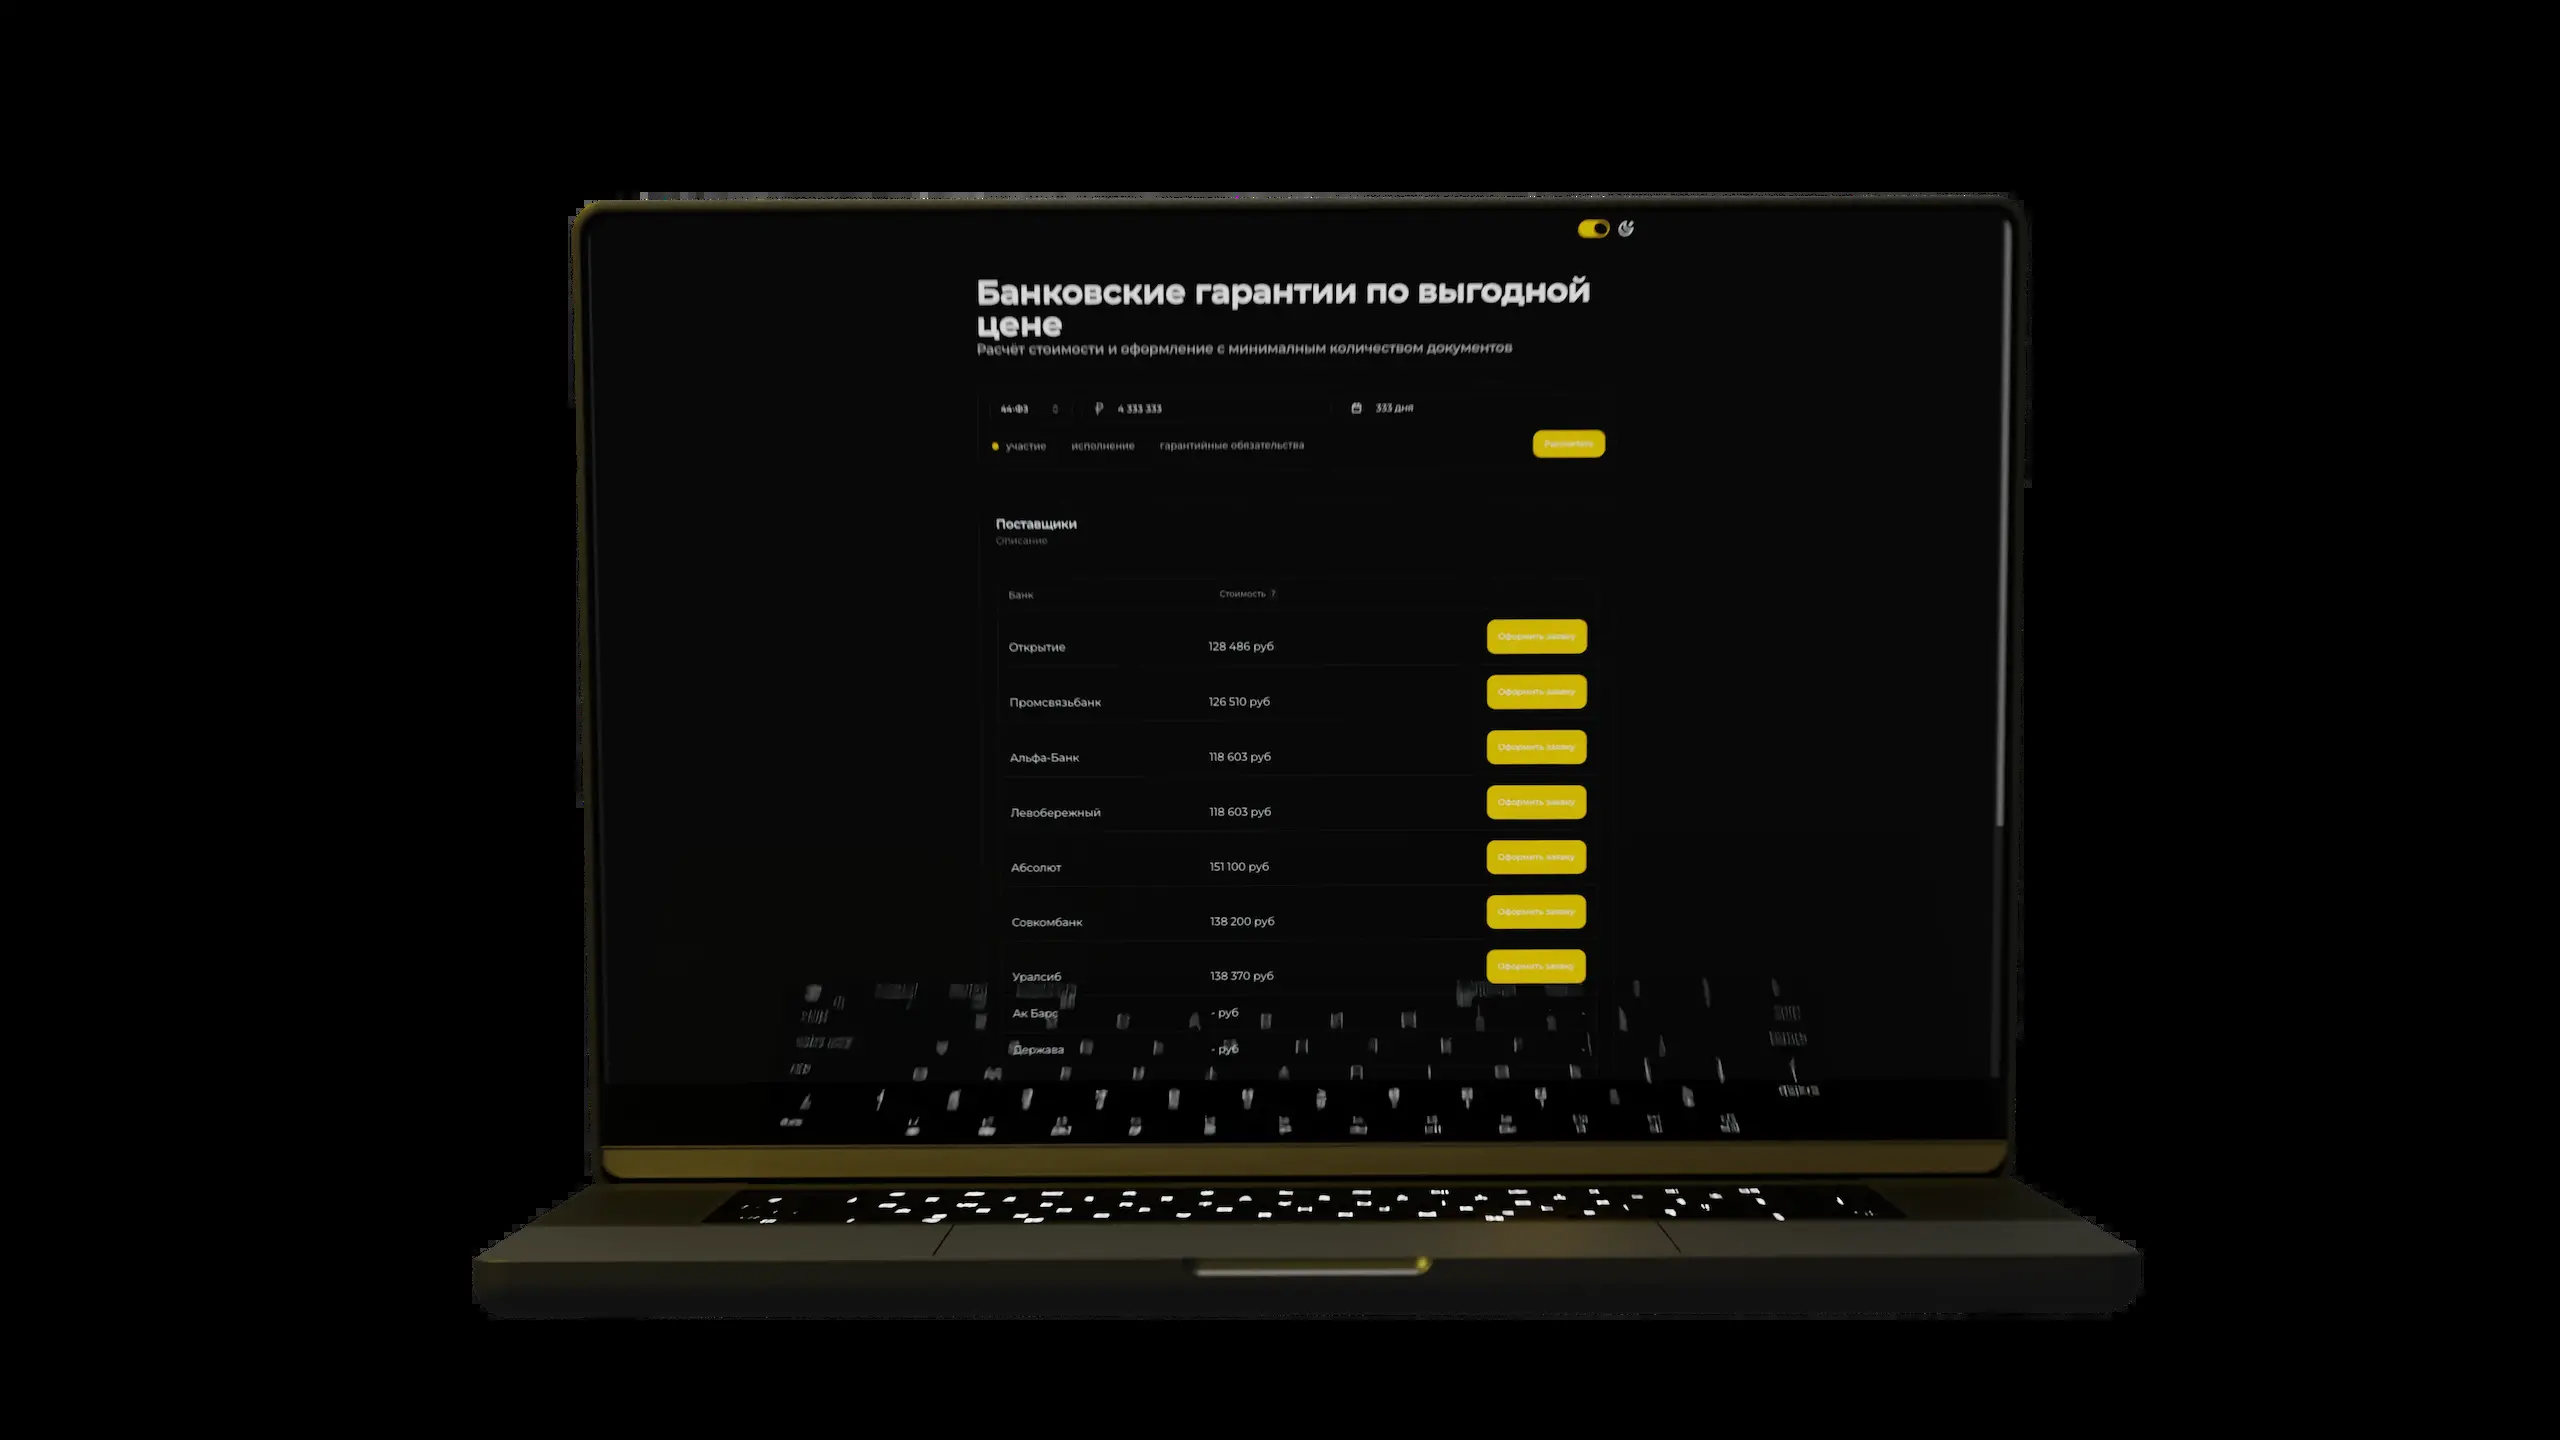 Банковские гарантии по выгодной
цене
Расчёт стоимости и оформление с минималным количеством документов
44-ФЗ ₽ 4 333 333 333 дня
участие исполнение гарантийные обязательства Рассчитать
Поставщики
Описание
Банк Стоимость ?
Открытие 128 486 руб Оформить заявку
Промсвязьбанк 126 510 руб Оформить заявку
Альфа-Банк 118 603 руб Оформить заявку
Левобережный 118 603 руб Оформить заявку
Абсолют 151 100 руб Оформить заявку
Совкомбанк 138 200 руб Оформить заявку
Уралсиб 138 370 руб Оформить заявку
Ак Барс - руб
Держава - руб